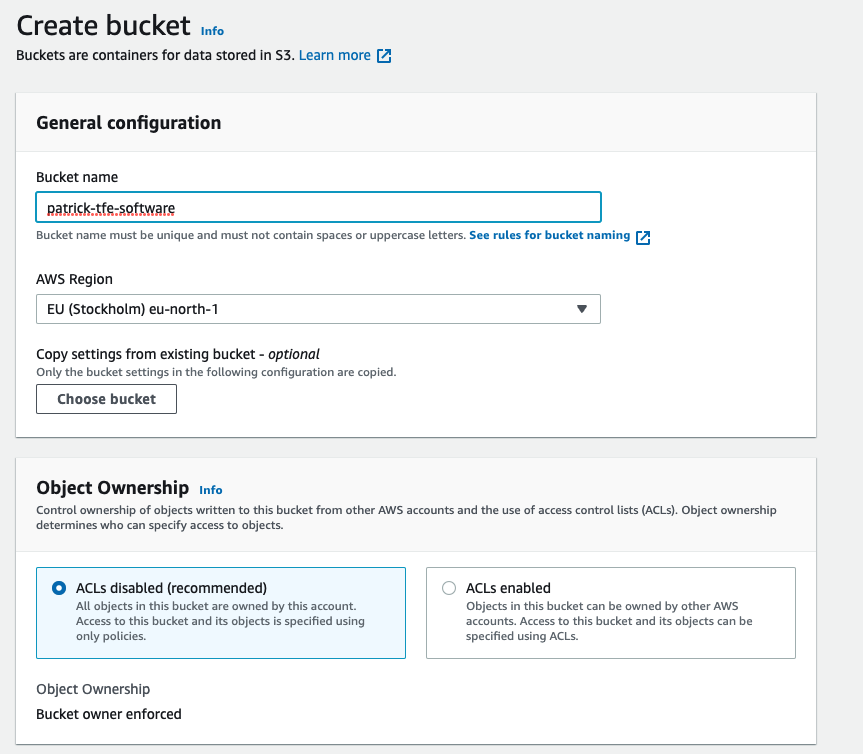 Create bucket Info
Buckets are containers for data stored in S3. Learn more
General configuration
Bucket name
patrick-tfe-software
Bucket name must be unique and must not contain spaces or uppercase letters. See rules for bucket naming
AWS Region
EU (Stockholm) eu-north-1
Copy settings from existing bucket - optional
Only the bucket settings in the following configuration are copied.
Choose bucket
Object Ownership Info
Control ownership of objects written to this bucket from other AWS accounts and the use of access control lists (ACLs). Object ownership
determines who can specify access to objects.
ACLs disabled (recommended)
All objects in this bucket are owned by this account.
Access to this bucket and its objects is specified using
only policies.
ACLs enabled
Objects in this bucket can be owned by other AWS
accounts. Access to this bucket and its objects can be
specified using ACLs.
Object Ownership
Bucket owner enforced